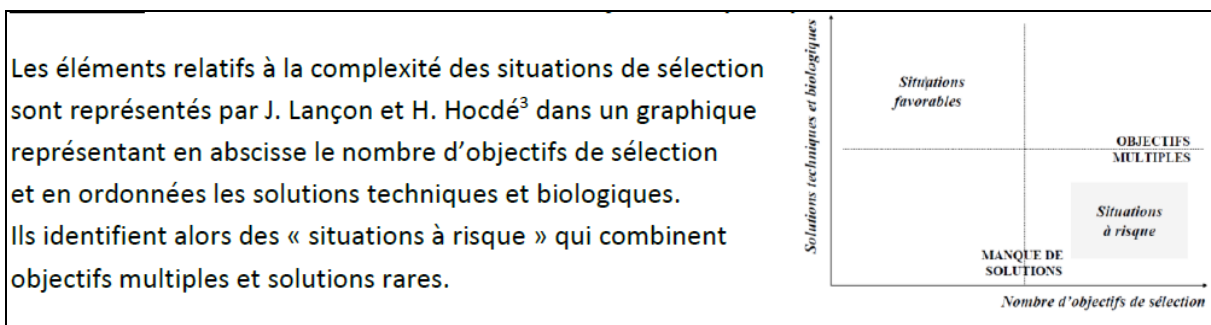 Les éléments relatifs à la complexité des situations de sélection
sont représentés par J. Lançon et H. Hocdé³ dans un graphique
représentant en abscisse le nombre d’objectifs de sélection
et en ordonnées les solutions techniques et biologiques.
Ils identifient alors des « situations à risque » qui combinent
objectifs multiples et solutions rares.
Solutions techniques et biologiques
Situations
favorables
OBJECTIFS
MULTIPLES
Situations
à risque
MANQUE DE
SOLUTIONS
Nombre d’objectifs de sélection